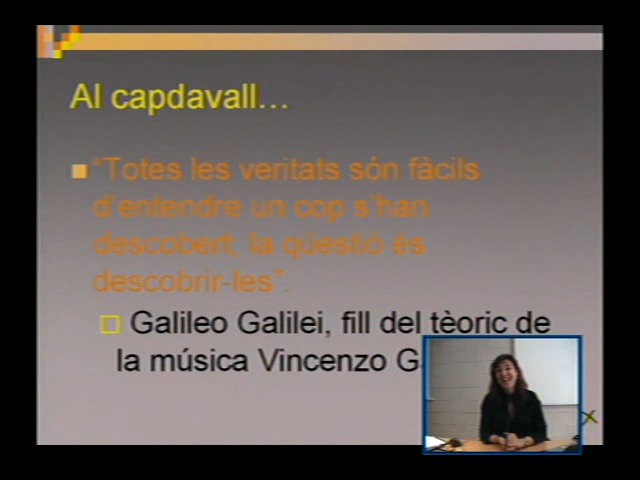 Al capdavall...
"Totes les veritats són fàcils
d'entendre un cop s'han
descobert; la qüestió és
descobrir-les".
Galileo Galilei, fill del tèoric de
la música Vincenzo